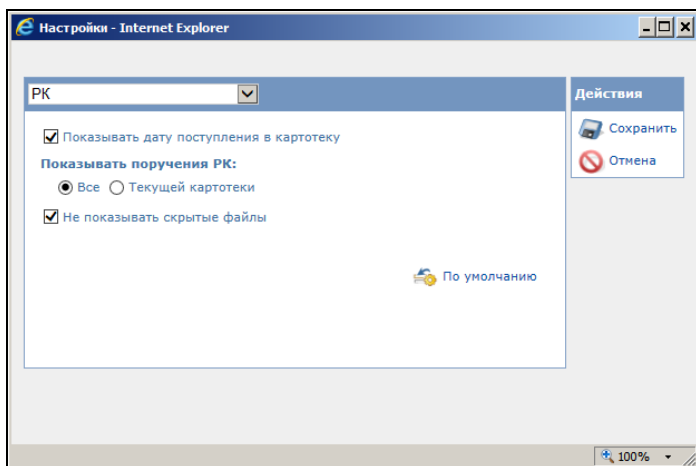 Настройки - Internet Explorer
РК
Действия
Показывать дату поступления в картотеку
Сохранить
Показывать поручения РК:
Отмена
Все Текущей картотеки
Не показывать скрытые файлы
По умолчанию
100%